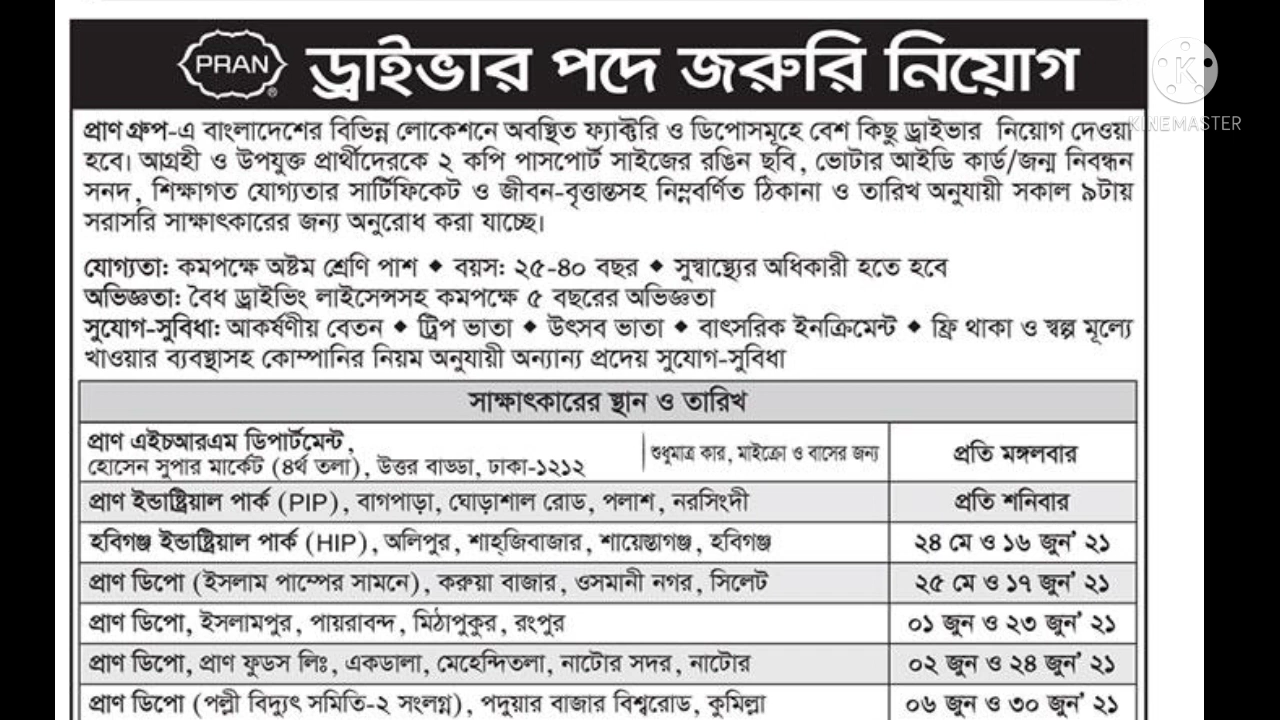 PRAN ® ড্রাইভার পদে জরুরি নিয়োগ
K
KINEMASTER
প্রাণ গ্রুপ-এ বাংলাদেশের বিভিন্ন লোকেশনে অবস্থিত ফ্যাক্টরি ও ডিপোসমূহে বেশ কিছু ড্রাইভার নিয়োগ দেওয়া
হবে। আগ্রহী ও উপযুক্ত প্রার্থীদেরকে ২ কপি পাসপোর্ট সাইজের রঙিন ছবি, ভোটার আইডি কার্ড/জন্ম নিবন্ধন
সনদ, শিক্ষাগত যোগ্যতার সার্টিফিকেট ও জীবন-বৃত্তান্তসহ নিম্নবর্ণিত ঠিকানা ও তারিখ অনুযায়ী সকাল ৯টায়
সরাসরি সাক্ষাৎকারের জন্য অনুরোধ করা যাচ্ছে।
যোগ্যতা: কমপক্ষে অষ্টম শ্রেণি পাশ ◆ বয়স: ২৫-৪০ বছর ◆ সুস্বাস্থ্যের অধিকারী হতে হবে
অভিজ্ঞতা: বৈধ ড্রাইভিং লাইসেন্সসহ কমপক্ষে ৫ বছরের অভিজ্ঞতা
সুযোগ-সুবিধা: আকর্ষণীয় বেতন ◆ ট্রিপ ভাতা ◆ উৎসব ভাতা ◆ বাৎসরিক ইনক্রিমেন্ট ◆ ফ্রি থাকা ও স্বল্প মূল্যে
খাওয়ার ব্যবস্থাসহ কোম্পানির নিয়ম অনুযায়ী অন্যান্য প্রদেয় সুযোগ-সুবিধা
সাক্ষাৎকারের স্থান ও তারিখ
প্রাণ এইচআরএম ডিপার্টমেন্ট,
হোসেন সুপার মার্কেট (৪র্থ তলা), উত্তর বাড্ডা, ঢাকা-১২১২ শুধুমাত্র কার, মাইক্রো ও বাসের জন্য প্রতি মঙ্গলবার
প্রাণ ইন্ডাষ্ট্রিয়াল পার্ক (PIP), বাগপাড়া, ঘোড়াশাল রোড, পলাশ, নরসিংদী প্রতি শনিবার
হবিগঞ্জ ইন্ডাষ্ট্রিয়াল পার্ক (HIP), অলিপুর, শাহ্জিবাজার, শায়েস্তাগঞ্জ, হবিগঞ্জ ২৪ মে ও ১৬ জুন' ২১
প্রাণ ডিপো (ইসলাম পাম্পের সামনে), করুয়া বাজার, ওসমানী নগর, সিলেট ২৫ মে ও ১৭ জুন' ২১
প্রাণ ডিপো, ইসলামপুর, পায়রাবন্দ, মিঠাপুকুর, রংপুর ০১ জুন ও ২৩ জুন' ২১
প্রাণ ডিপো, প্রাণ ফুডস লিঃ, একডালা, মেহেন্দিতলা, নাটোর সদর, নাটোর ০২ জুন ও ২৪ জুন' ২১
প্রাণ ডিপো (পল্লী বিদ্যুৎ সমিতি-২ সংলগ্ন), পদুয়ার বাজার বিশ্বরোড, কুমিল্লা ০৬ জুন ও ৩০ জুন' ২১